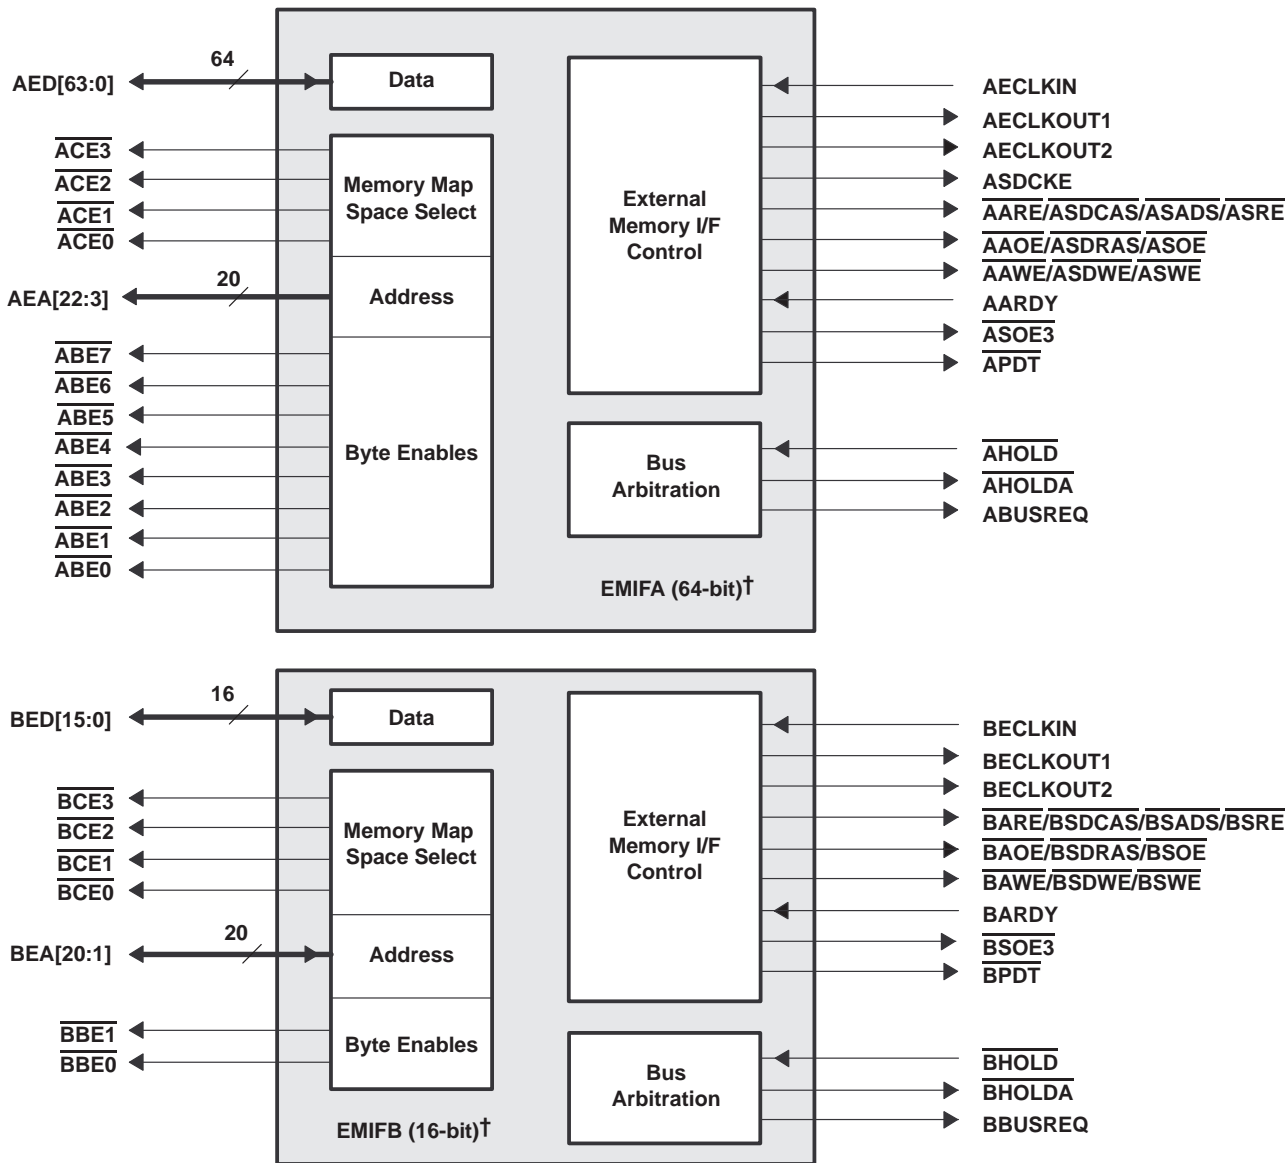 64
AED[63:0]
Data
ACE3
ACE2
ACE1
ACE0
Memory Map
Space Select
20
AEA[22:3]
Address
ABE7
ABE6
ABE5
ABE4
ABE3
ABE2
ABE1
ABE0
Byte Enables
External
Memory I/F
Control
AECLKIN
AECLKOUT1
AECLKOUT2
ASDCKE
AARE/ASDCAS/ASADS/ASRE
AAOE/ASDRAS/ASOE
AAWE/ASDWE/ASWE
AARDY
ASOE3
APDT
Bus
Arbitration
AHOLD
AHOLDA
ABUSREQ
EMIFA (64-bit)†
16
BED[15:0]
Data
BCE3
BCE2
BCE1
BCE0
Memory Map
Space Select
20
BEA[20:1]
Address
BBE1
BBE0
Byte Enables
External
Memory I/F
Control
BECLKIN
BECLKOUT1
BECLKOUT2
BARE/BSDCAS/BSADS/BSRE
BAOE/BSDRAS/BSOE
BAWE/BSDWE/BSWE
BARDY
BSOE3
BPDT
Bus
Arbitration
BHOLD
BHOLDA
BBUSREQ
EMIFB (16-bit)†